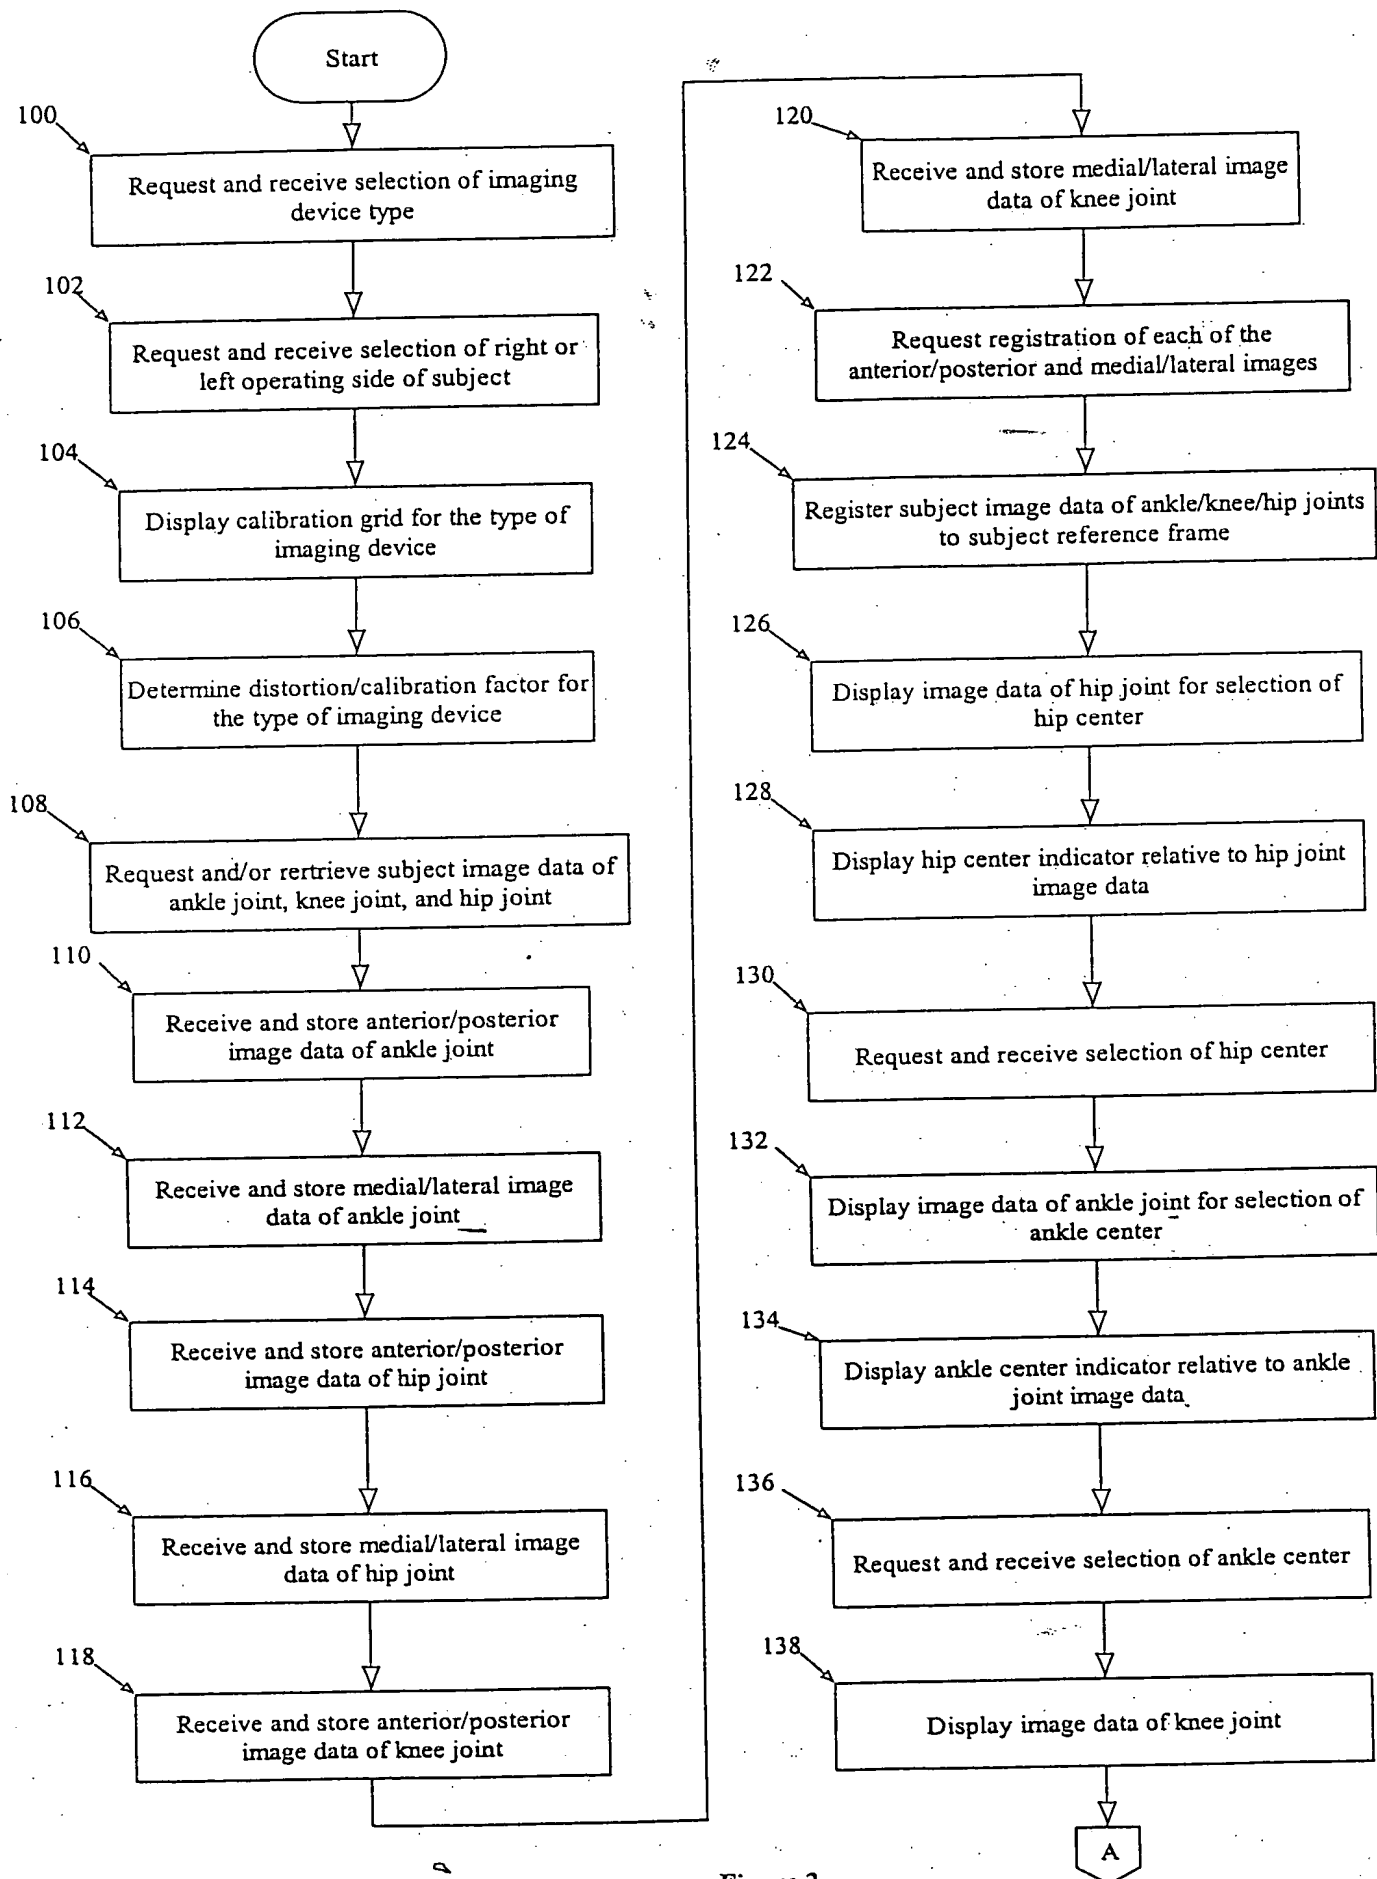 Start
100
Request and receive selection of imaging
device type
102
Request and receive selection of right or
left operating side of subject
104
Display calibration grid for the type of
imaging device
106
Determine distortion/calibration factor for
the type of imaging device
108
Request and/or rertrieve subject image data of
ankle joint, knee joint, and hip joint
110
Receive and store anterior/posterior
image data of ankle joint
112
Receive and store medial/lateral image
data of ankle joint
114
Receive and store anterior/posterior
image data of hip joint
116
Receive and store medial/lateral image
data of hip joint
118
Receive and store anterior/posterior
image data of knee joint
120
Receive and store medial/lateral image
data of knee joint
122
Request registration of each of the
anterior/posterior and medial/lateral images
124
Register subject image data of ankle/knee/hip joints
to subject reference frame
126
Display image data of hip joint for selection of
hip center
128
Display hip center indicator relative to hip joint
image data
130
Request and receive selection of hip center
132
Display image data of ankle joint for selection of
ankle center
134
Display ankle center indicator relative to ankle
joint image data
136
Request and receive selection of ankle center
138
Display image data of knee joint
A